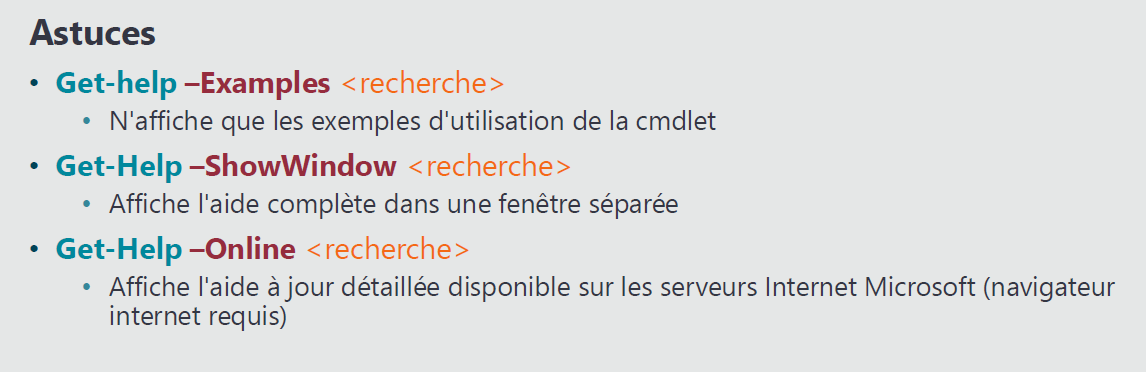 Astuces
• Get-help –Examples <recherche>
• N'affiche que les exemples d'utilisation de la cmdlet
• Get-Help –ShowWindow <recherche>
• Affiche l'aide complète dans une fenêtre séparée
• Get-Help –Online <recherche>
• Affiche l'aide à jour détaillée disponible sur les serveurs Internet Microsoft (navigateur
internet requis)